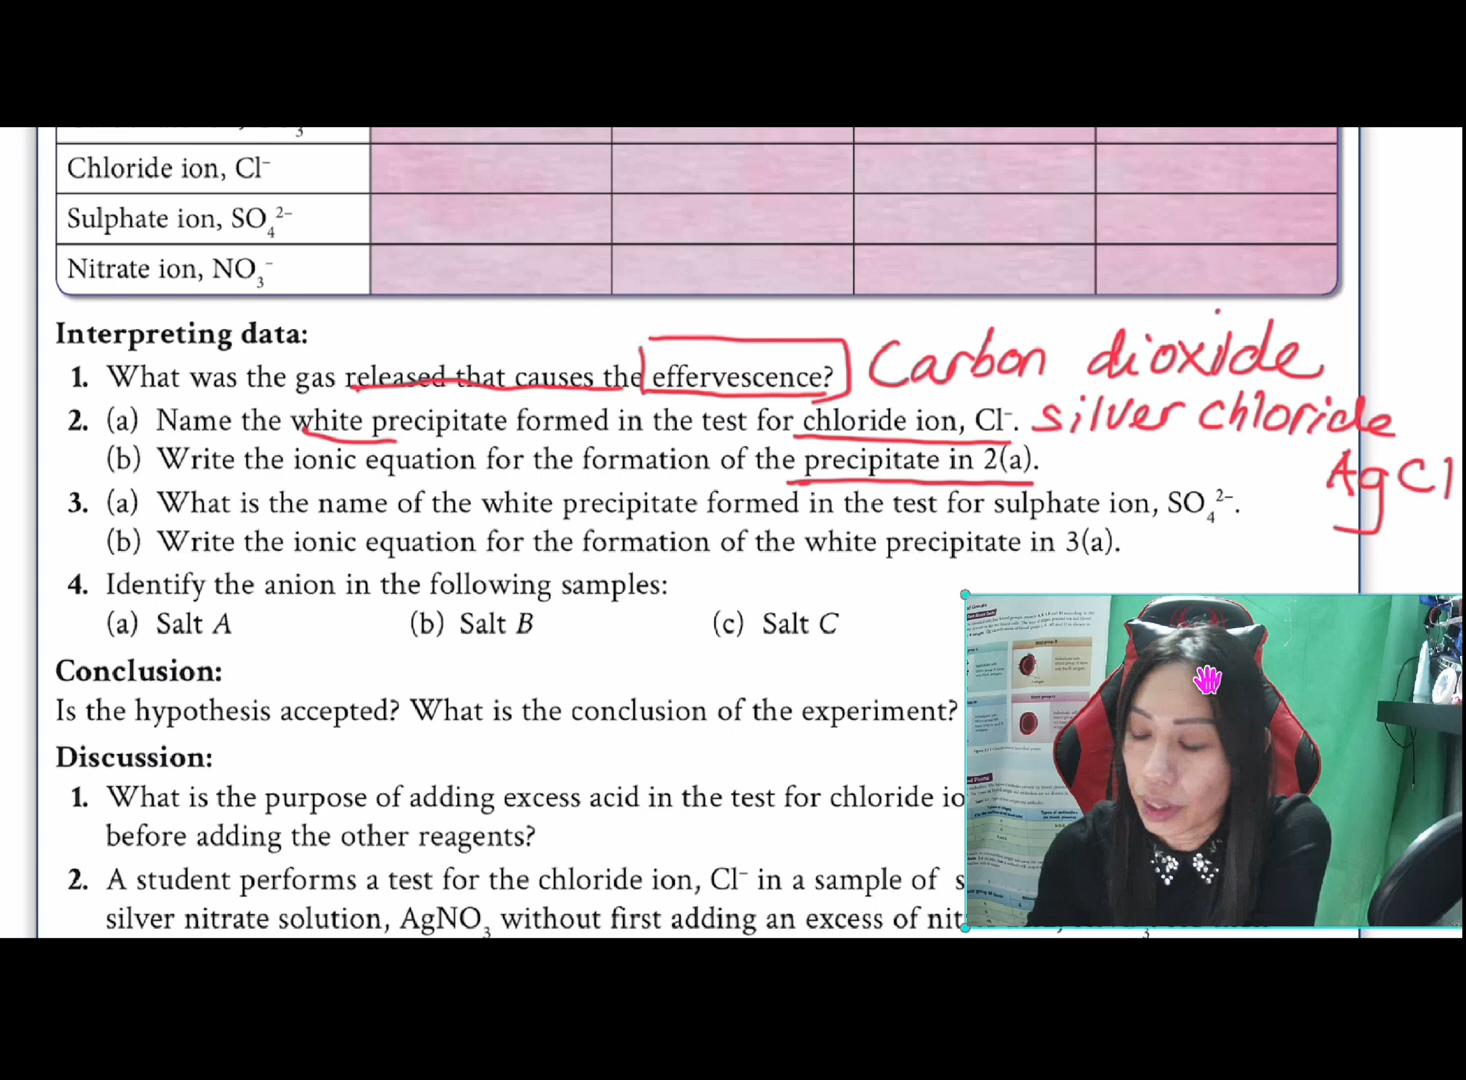 Chloride ion, Cl⁻
Sulphate ion, SO₄²⁻
Nitrate ion, NO₃⁻
Interpreting data:
1. What was the gas released that causes the effervescence? Carbon dioxide
2. (a) Name the white precipitate formed in the test for chloride ion, Cl⁻. silver chloride
(b) Write the ionic equation for the formation of the precipitate in 2(a). AgCl
3. (a) What is the name of the white precipitate formed in the test for sulphate ion, SO₄²⁻.
(b) Write the ionic equation for the formation of the white precipitate in 3(a).
4. Identify the anion in the following samples:
(a) Salt A (b) Salt B (c) Salt C
Conclusion:
Is the hypothesis accepted? What is the conclusion of the experiment?
Discussion:
1. What is the purpose of adding excess acid in the test for chloride io
before adding the other reagents?
2. A student performs a test for the chloride ion, Cl⁻ in a sample of s
silver nitrate solution, AgNO₃ without first adding an excess of nit